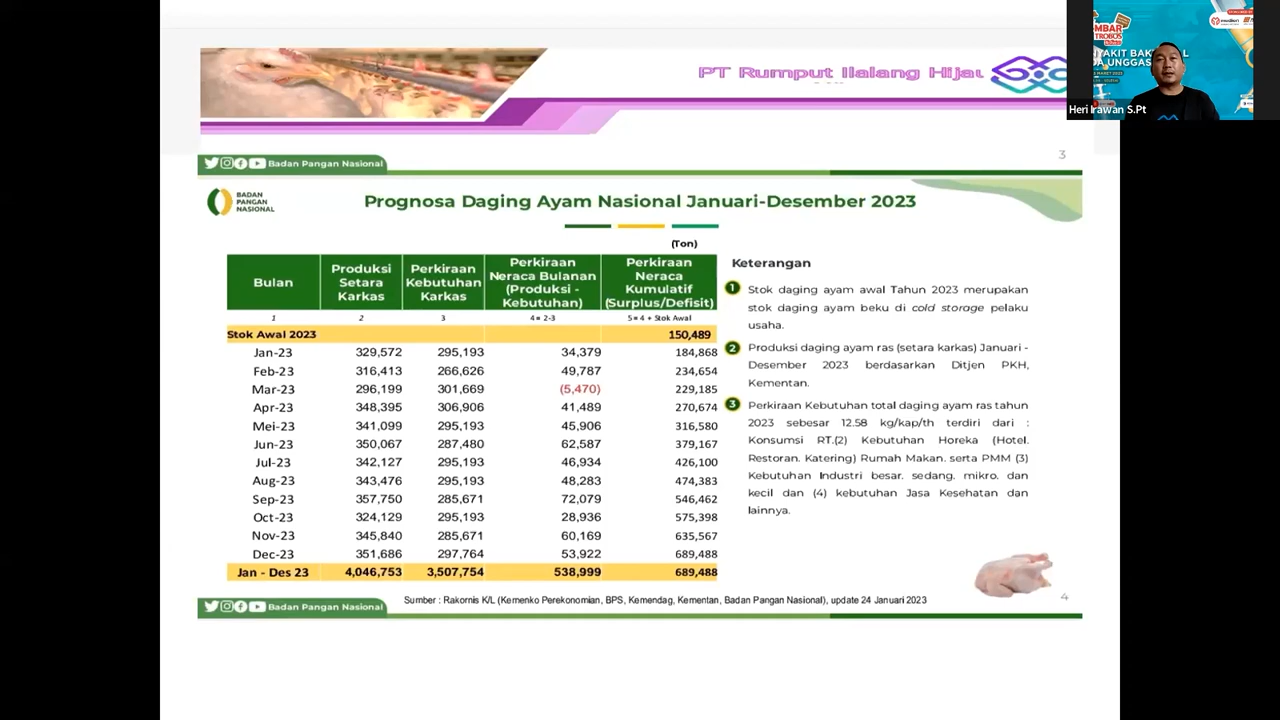 PT Rumput Ilalang Hijau
3
Badan Pangan Nasional
BADAN
PANGAN
NASIONAL
Prognosa Daging Ayam Nasional Januari-Desember 2023
(Ton)
Bulan Produksi Setara Karkas Perkiraan Kebutuhan Karkas Perkiraan Neraca Bulanan (Produksi - Kebutuhan) Perkiraan Neraca Kumulatif (Surplus/Defisit)
1 2 3 4 = 2-3 5 = 4 + Stok Awal
Stok Awal 2023 150,489
Jan-23 329,572 295,193 34,379 184,868
Feb-23 316,413 266,626 49,787 234,654
Mar-23 296,199 301,669 (5,470) 229,185
Apr-23 348,395 306,906 41,489 270,674
Mei-23 341,099 295,193 45,906 316,580
Jun-23 350,067 287,480 62,587 379,167
Jul-23 342,127 295,193 46,934 426,100
Aug-23 343,476 295,193 48,283 474,383
Sep-23 357,750 285,671 72,079 546,462
Oct-23 324,129 295,193 28,936 575,398
Nov-23 345,840 285,671 60,169 635,567
Dec-23 351,686 297,764 53,922 689,488
Jan - Des 23 4,046,753 3,507,754 538,999 689,488
Keterangan
1 Stok daging ayam awal Tahun 2023 merupakan
stok daging ayam beku di cold storage pelaku
usaha.
2 Produksi daging ayam ras (setara karkas) Januari -
Desember 2023 berdasarkan Ditjen PKH,
Kementan.
3 Perkiraan Kebutuhan total daging ayam ras tahun
2023 sebesar 12.58 kg/kap/th terdiri dari :
Konsumsi RT.(2) Kebutuhan Horeka (Hotel.
Restoran. Katering) Rumah Makan. serta PMM (3)
Kebutuhan Industri besar. sedang. mikro. dan
kecil dan (4) kebutuhan Jasa Kesehatan dan
lainnya.
Badan Pangan Nasional
Sumber : Rakornis K/L (Kemenko Perekonomian, BPS, Kemendag, Kementan, Badan Pangan Nasional), update 24 Januari 2023
4
Heri Irawan S.Pt